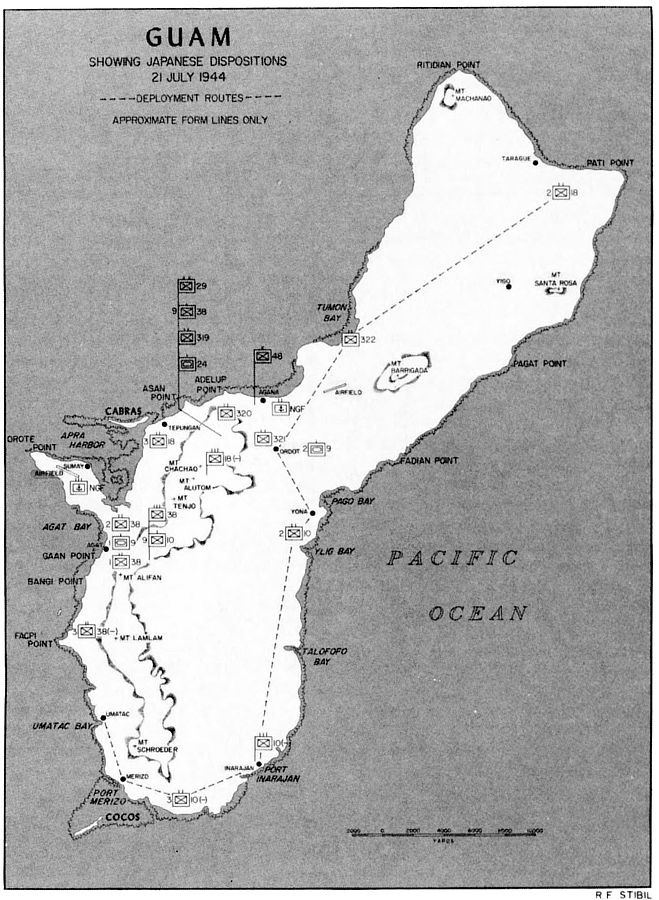 GUAM
SHOWING JAPANESE DISPOSITIONS
21 JULY 1944
DEPLOYMENT ROUTES
APPROXIMATE FORM LINES ONLY
RITIDIAN POINT
MT MACHANAO
TARAGUE
PATI POINT
2 18
YIGO
MT SANTA ROSA
29
9 38
319
24
48
TUMON BAY
322
PAGAT POINT
MT BARRIGADA
AIRFIELD
ASAN POINT
ADELUP POINT
AGANA
NGF
320
CABRAS
TEPUNGAN
APRA HARBOR
OROTE POINT
3 18
321
ORDOT
2 9
FADIAN POINT
SUMAY
AIRFIELD
NGF
MT CHACHAO
18(-)
MT ALUTOM
MT TENJO
PAGO BAY
YONA
38
2 38
AGAT BAY
2 10
9 10
YLIG BAY
AGAT
1 9
GAAN POINT
1 38
PACIFIC
OCEAN
BANGI POINT
MT ALIFAN
3 38(-)
FACPI POINT
MT LAMLAM
TALOFOFO BAY
UMATAC
UMATAC BAY
MT SCHROEDER
10(-)
INARAJAN
PORT INARAJAN
MERIZO
PORT MERIZO
3 10(-)
COCOS
2000 0 2000 4000 6000 8000 10000
YARDS
R F STIBIL